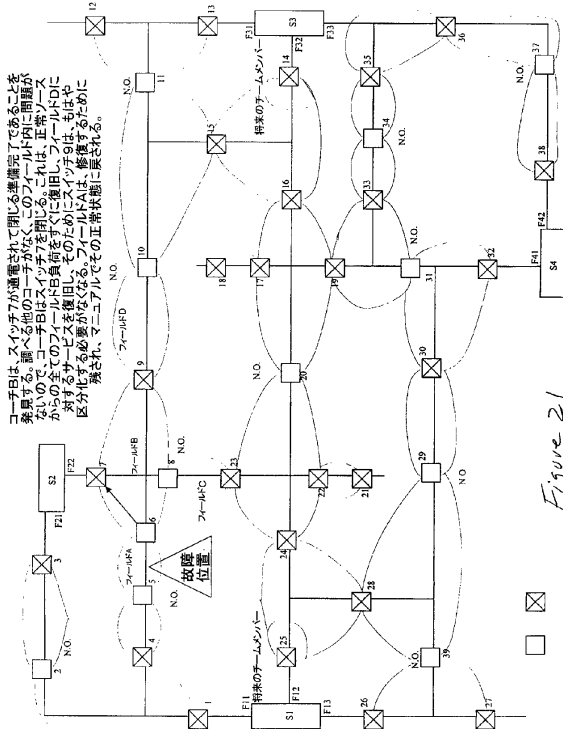 コーチBは、スイッチ7が通電されて閉じる準備完了であることを
発見する。調べる他のコーチがなく、このフィールド内に問題が
ないので、コーチBはスイッチ7を閉じる。これは、正常ソース
からの全てのフィールドB負荷をすぐに復旧し、フィールドDに
対するサービスを復旧し、そのためにスイッチ9は、もはや
区分化する必要がなくなる。フィールドAは、修復するために
残され、マニュアルでその正常状態に戻される。
12
13
S3
F31
F32
F33
将来のチームメンバー
14
N.O.
11
15
35
36
34
N.O.
37
N.O.
38
S2
F21
F22
3
2
N.O.
7
フィールドB
フィールドD
9
10
N.O.
8
N.O.
6
フィールドA
5
N.O.
4
故障
位置
1
フィールドC
23
18
17
16
19
33
N.O.
31
32
F41
F42
S4
N.O.
20
22
21
24
25
将来のチームメンバー
F11
F12
F13
S1
28
30
29
N.O
39
N.O.
26
27
Figure 21